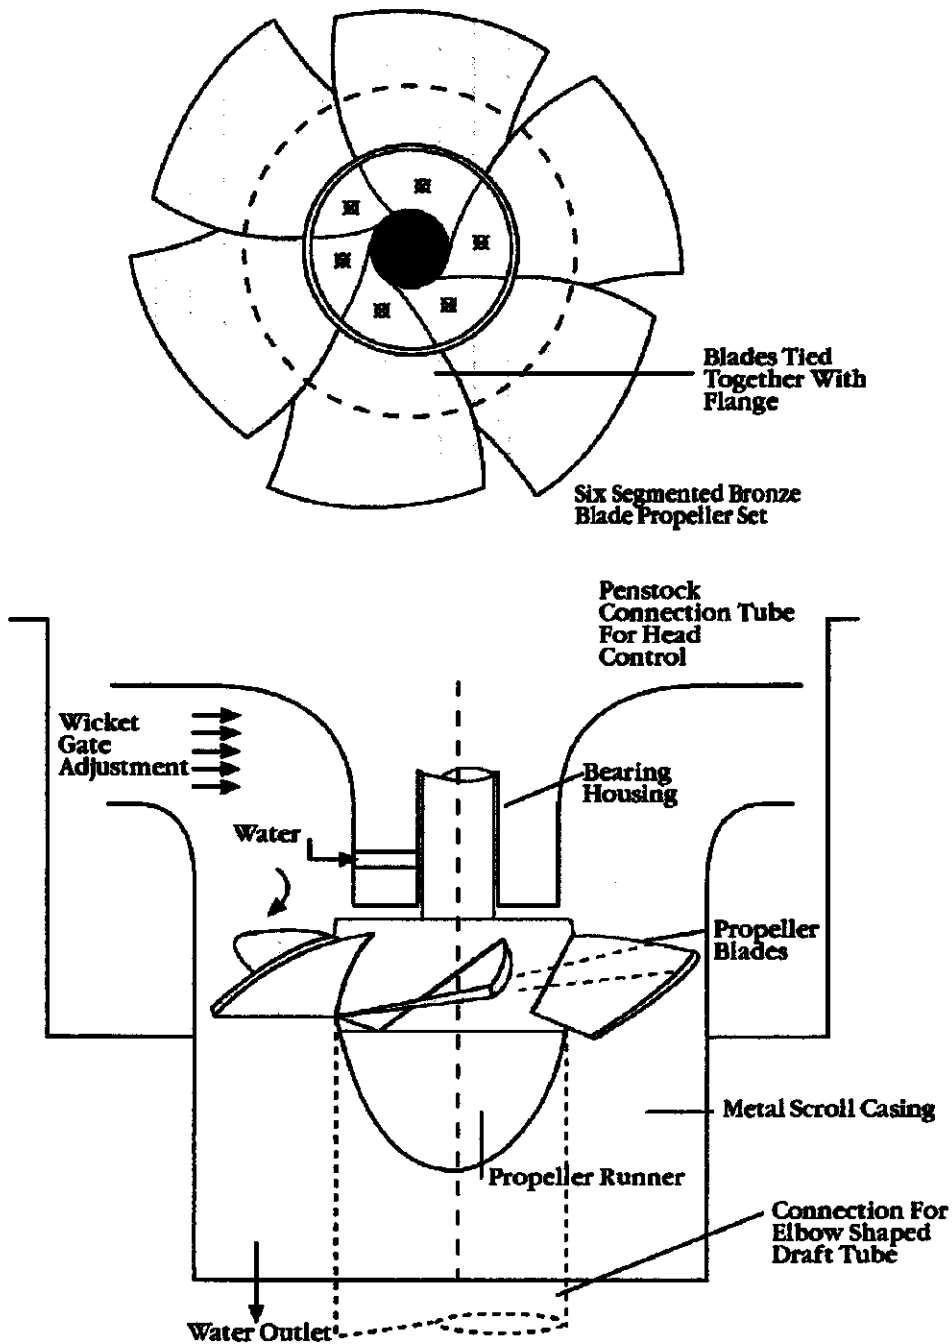 Blades Tied
Together With
Flange
Six Segmented Bronze
Blade Propeller Set
Penstock
Connection Tube
For Head
Control
Wicket
Gate
Adjustment
Bearing
Housing
Water
Propeller
Blades
Metal Scroll Casing
Propeller Runner
Connection For
Elbow Shaped
Draft Tube
Water Outlet